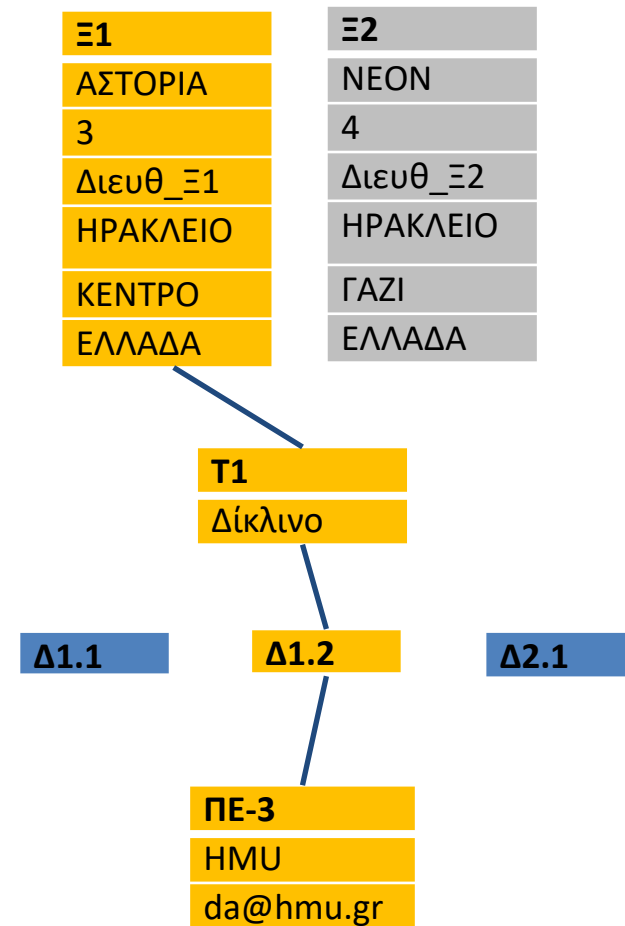 Ξ1
ΑΣΤΟΡΙΑ
3
Διευθ_Ξ1
ΗΡΑΚΛΕΙΟ
ΚΕΝΤΡΟ
ΕΛΛΑΔΑ
Ξ2
ΝΕΟΝ
4
Διευθ_Ξ2
ΗΡΑΚΛΕΙΟ
ΓΑΖΙ
ΕΛΛΑΔΑ
Τ1
Δίκλινο
Δ1.1
Δ1.2
Δ2.1
ΠΕ-3
HMU
da@hmu.gr